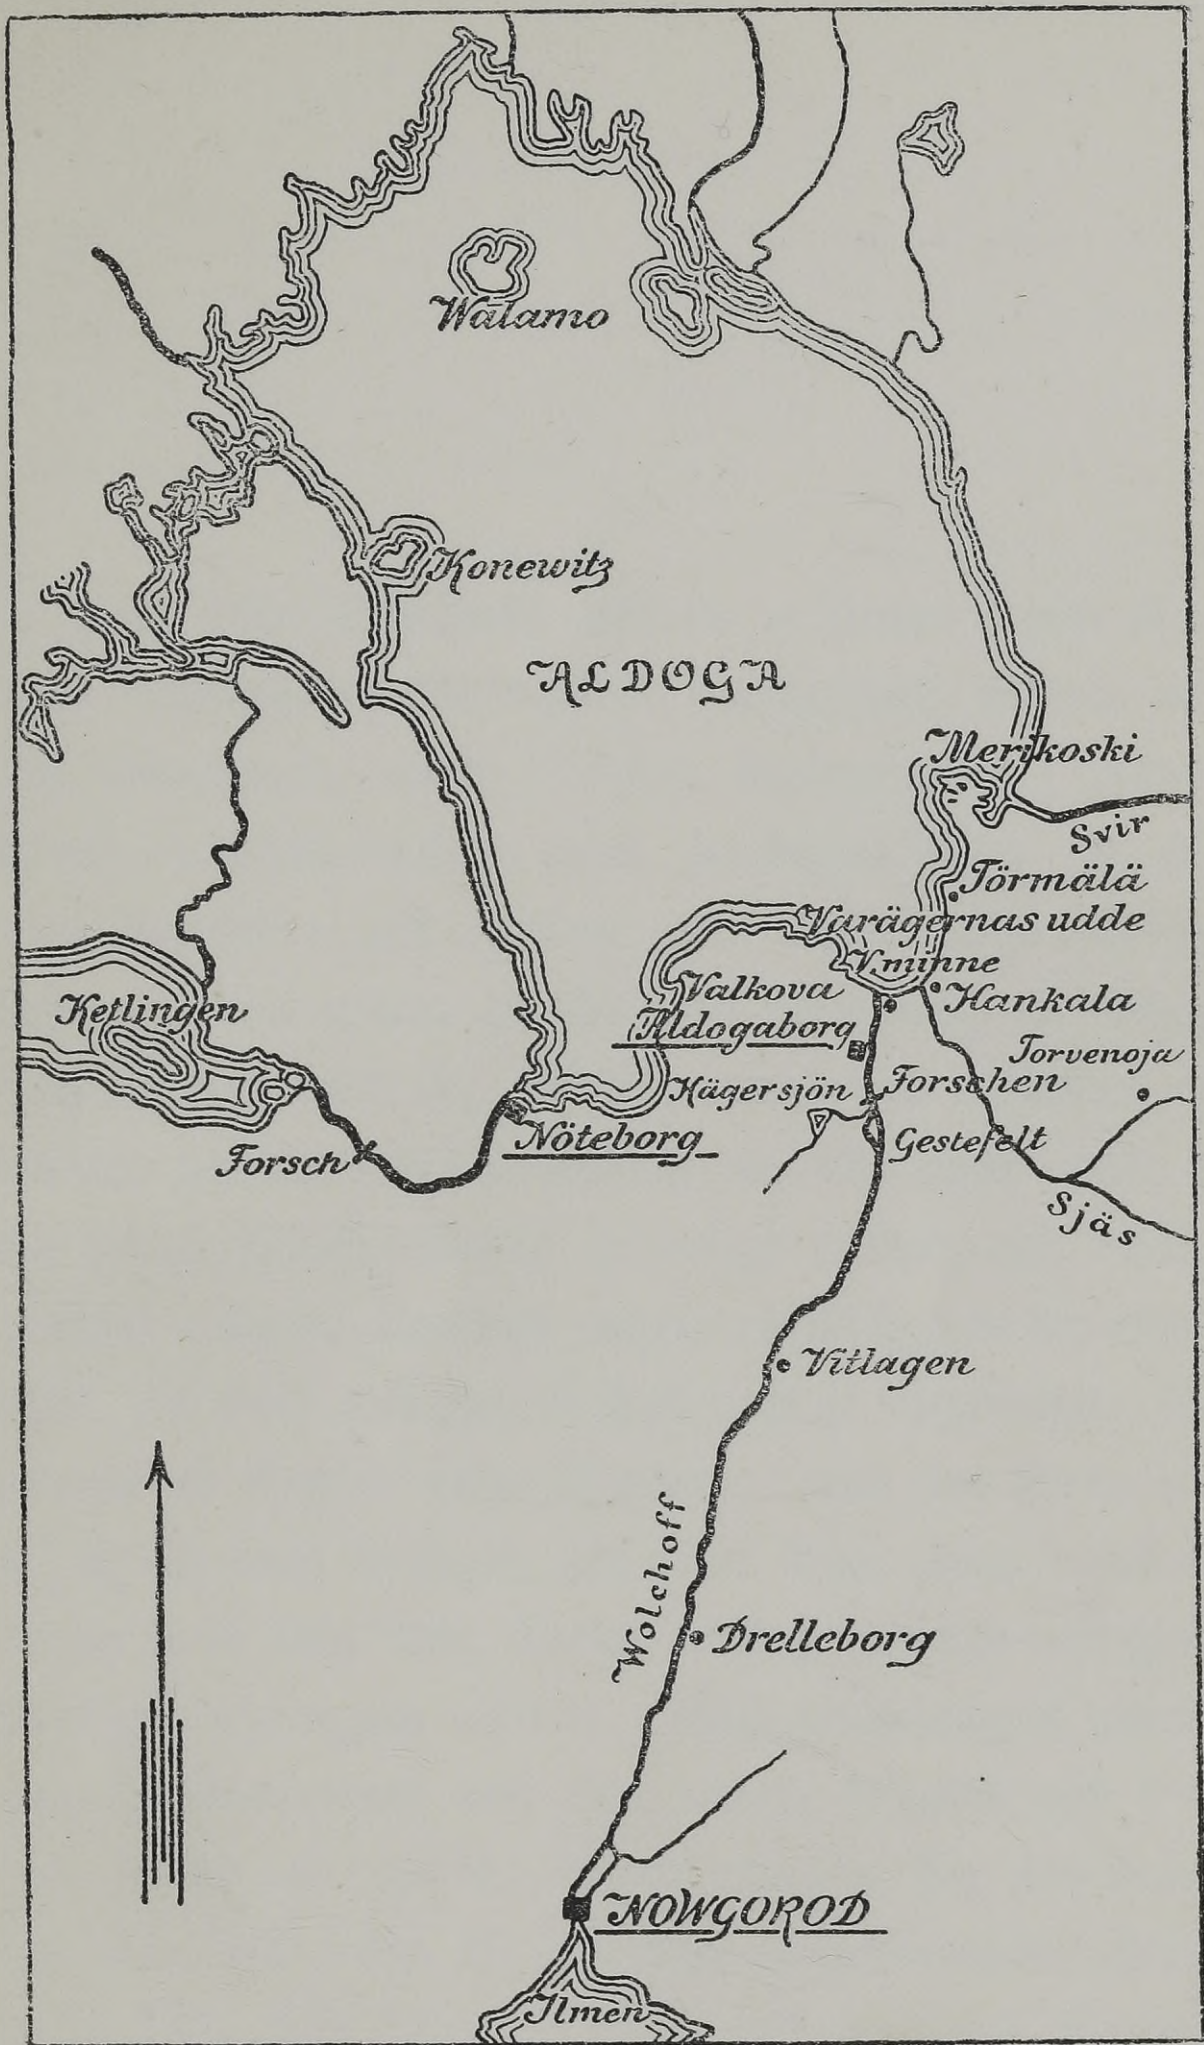 Walamo
Konewitz
ALDOGA
Merikoski
Svir
Törmälä
Varägernas udde
V. minne
Valkova
Hankala
Ketlingen
Aldogaborg
Torvenoja
Hägersjön
Forschen
Nöteborg
Gestefelt
Forsch
Sjäs
Vitlagen
Wolchoff
Drelleborg
NOWGOROD
Ilmen